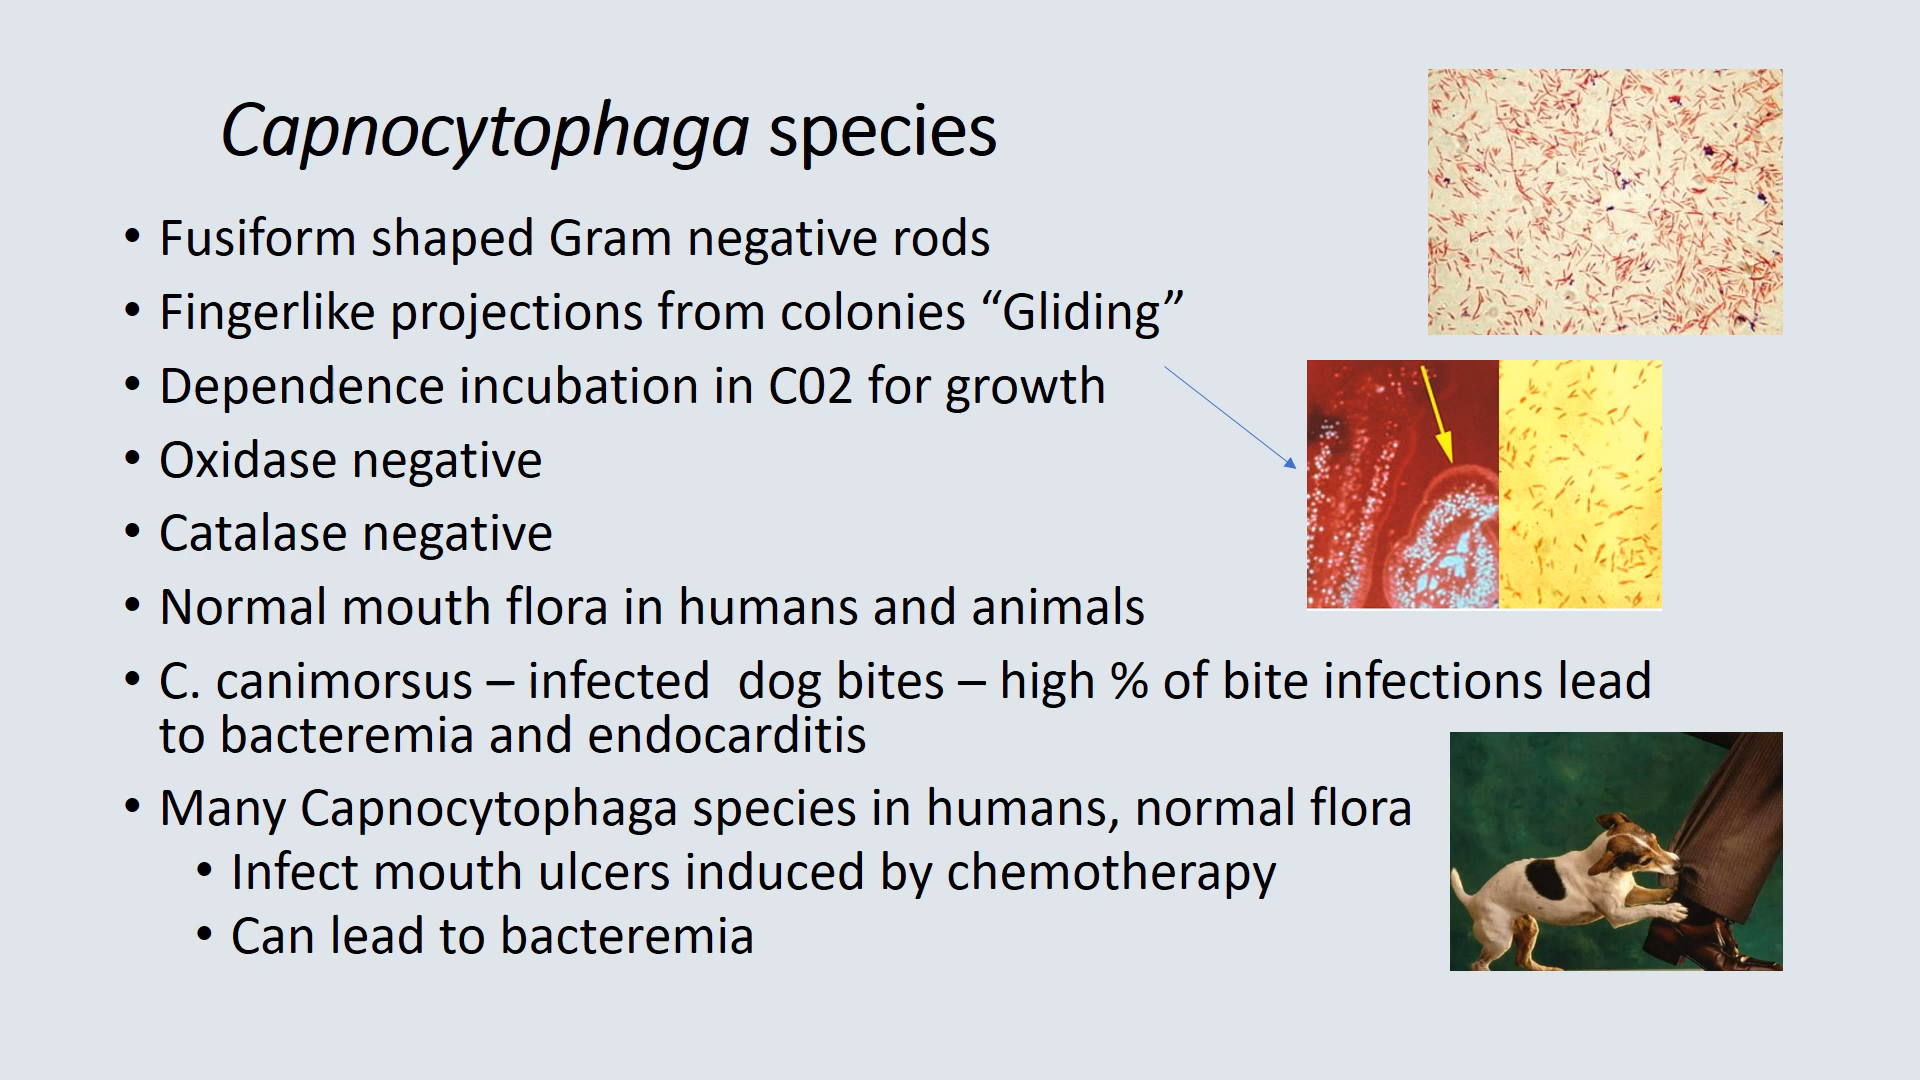 Capnocytophaga species
• Fusiform shaped Gram negative rods
• Fingerlike projections from colonies “Gliding”
• Dependence incubation in C02 for growth
• Oxidase negative
• Catalase negative
• Normal mouth flora in humans and animals
• C. canimorsus – infected  dog bites – high % of bite infections lead
to bacteremia and endocarditis
• Many Capnocytophaga species in humans, normal flora
• Infect mouth ulcers induced by chemotherapy
• Can lead to bacteremia